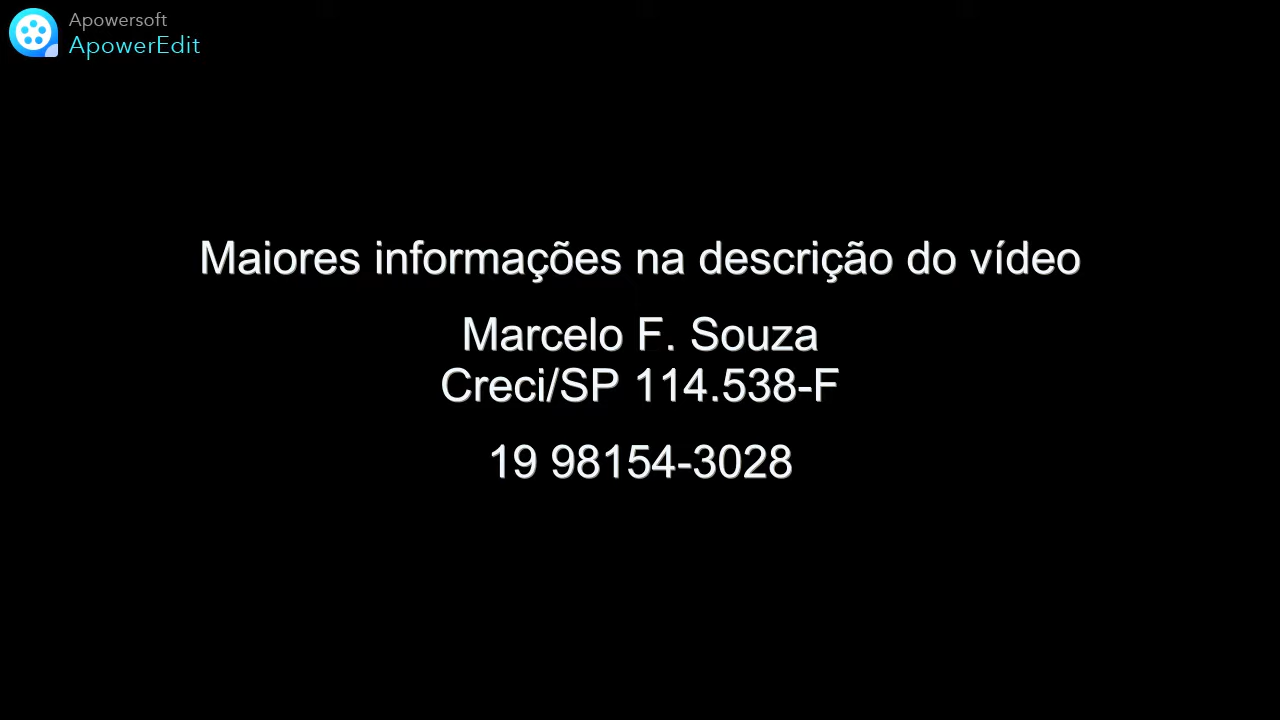 Apowersoft
ApowerEdit
Maiores informações na descrição do vídeo
Marcelo F. Souza
Creci/SP 114.538-F
19 98154-3028